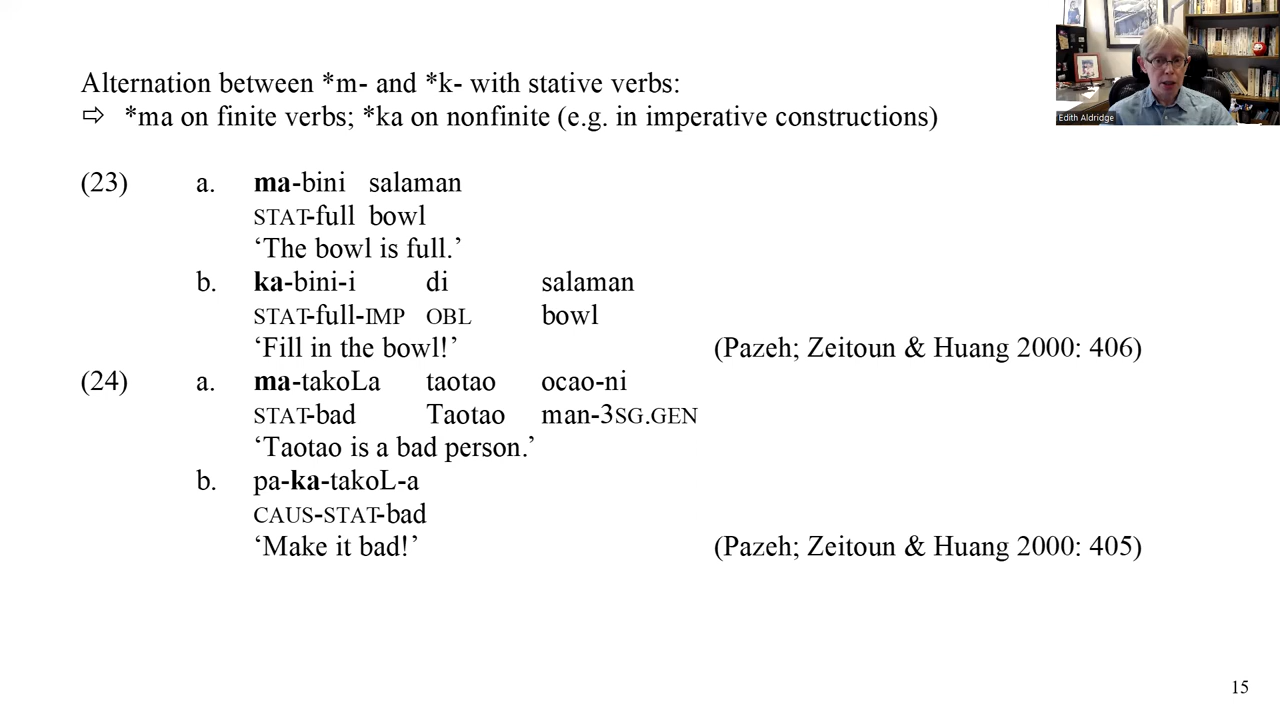 Alternation between *m- and *k- with stative verbs:
⇨ *ma on finite verbs; *ka on nonfinite (e.g. in imperative constructions)
(23) a. ma-bini salaman
STAT-full bowl
‘The bowl is full.’
b. ka-bini-i di salaman
STAT-full-IMP OBL bowl
‘Fill in the bowl!’ (Pazeh; Zeitoun & Huang 2000: 406)
(24) a. ma-takoLa taotao ocao-ni
STAT-bad Taotao man-3SG.GEN
‘Taotao is a bad person.’
b. pa-ka-takoL-a
CAUS-STAT-bad
‘Make it bad!’ (Pazeh; Zeitoun & Huang 2000: 405)
15
Edith Aldridge